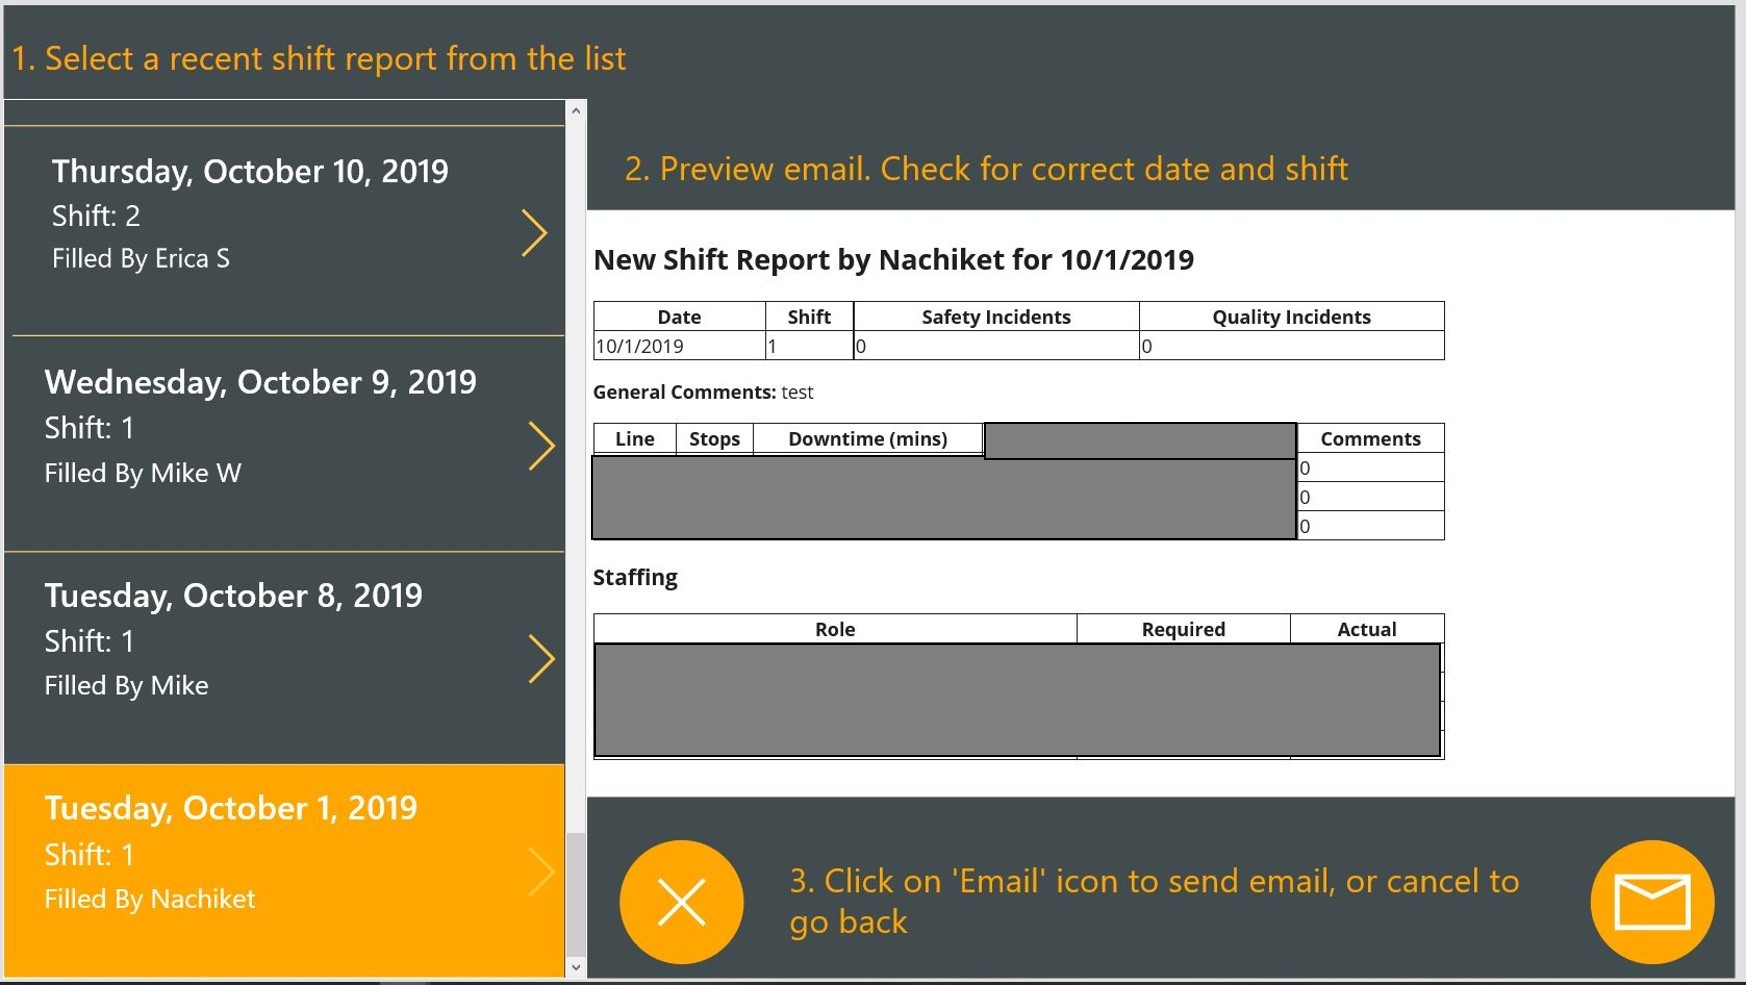 1. Select a recent shift report from the list
Thursday, October 10, 2019
Shift: 2
Filled By Erica S
Wednesday, October 9, 2019
Shift: 1
Filled By Mike W
Tuesday, October 8, 2019
Shift: 1
Filled By Mike
Tuesday, October 1, 2019
Shift: 1
Filled By Nachiket
2. Preview email. Check for correct date and shift
New Shift Report by Nachiket for 10/1/2019
Date Shift Safety Incidents Quality Incidents
10/1/2019 1 0 0
General Comments: test
Line Stops Downtime (mins) Comments
0
0
0
Staffing
Role Required Actual
3. Click on 'Email' icon to send email, or cancel to
go back